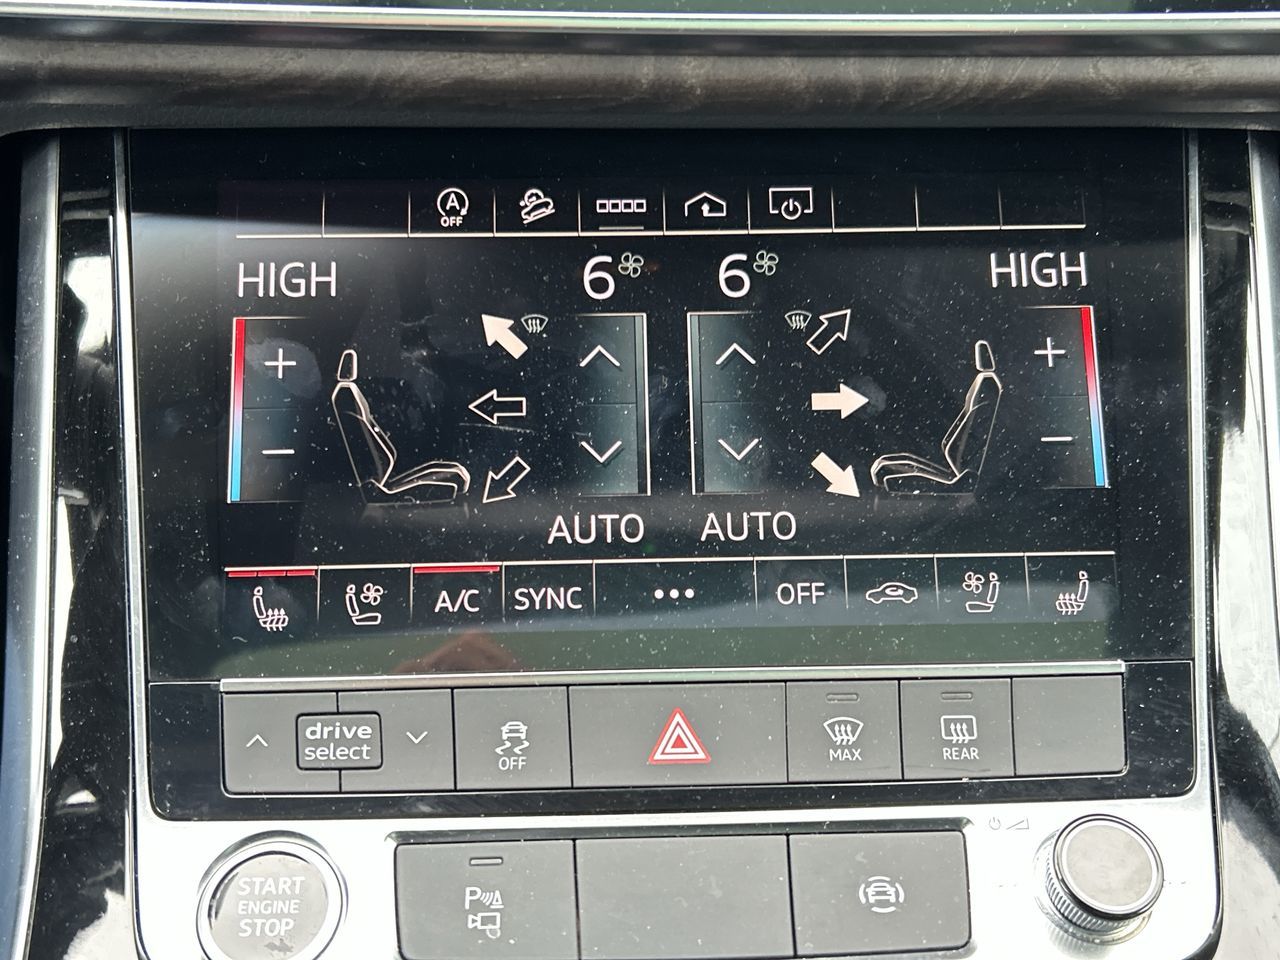 A
OFF
HIGH 6 6 HIGH
AUTO AUTO
A/C SYNC ... OFF
drive
select
OFF
MAX
REAR
START
ENGINE
STOP
P